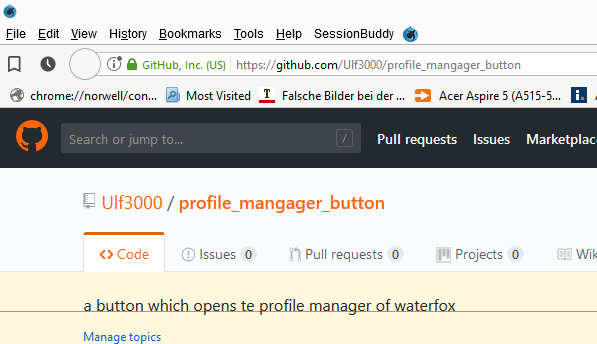 File Edit View History Bookmarks Tools Help SessionBuddy
GitHub, Inc. (US) https://github.com/Ulf3000/profile_mangager_button
chrome://norwell/con... Most Visited T Falsche Bilder bei der ... Acer Aspire 5 (A515-5... i. A
Search or jump to... / Pull requests Issues Marketplac
Ulf3000 / profile_mangager_button
Code Issues 0 Pull requests 0 Projects 0 Wik
a button which opens te profile manager of waterfox
Manage topics